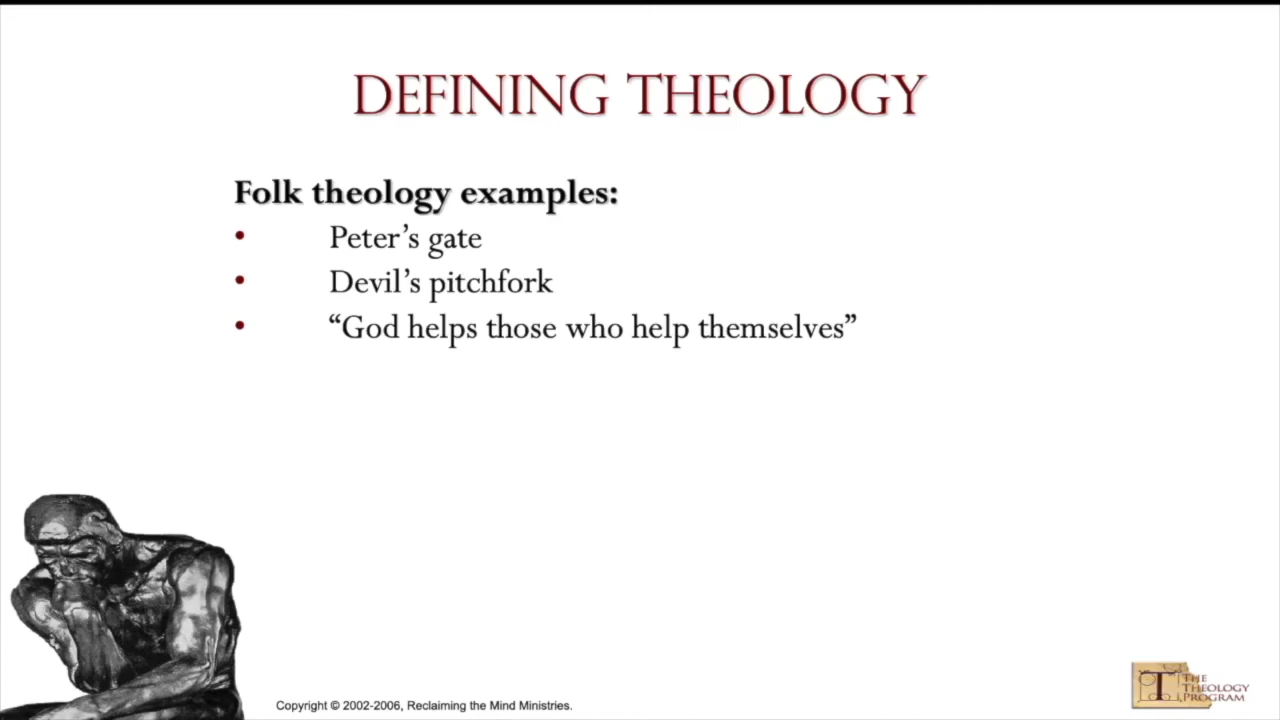 DEFINING THEOLOGY
Folk theology examples:
• Peter’s gate
• Devil’s pitchfork
• “God helps those who help themselves”
Copyright © 2002-2006, Reclaiming the Mind Ministries.
THE
THEOLOGY
PROGRAM